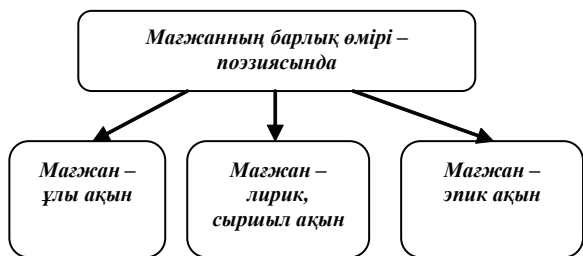 Мағжанның барлық өмірі –
поэзиясында
Мағжан –
ұлы ақын
Мағжан –
лирик,
сыршыл ақын
Мағжан –
эпик ақын